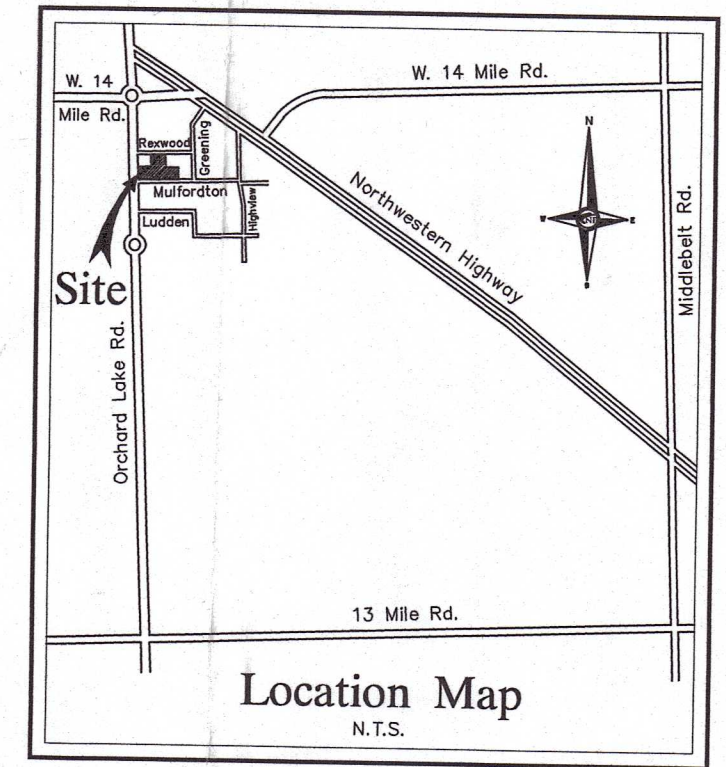 W. 14
Mile Rd.
W. 14 Mile Rd.
Rexwood
Greening
Mulfordton
Highview
Ludden
Site
Orchard Lake Rd.
Northwestern Highway
N
W
E
S
Middlebelt Rd.
13 Mile Rd.
Location Map
N.T.S.